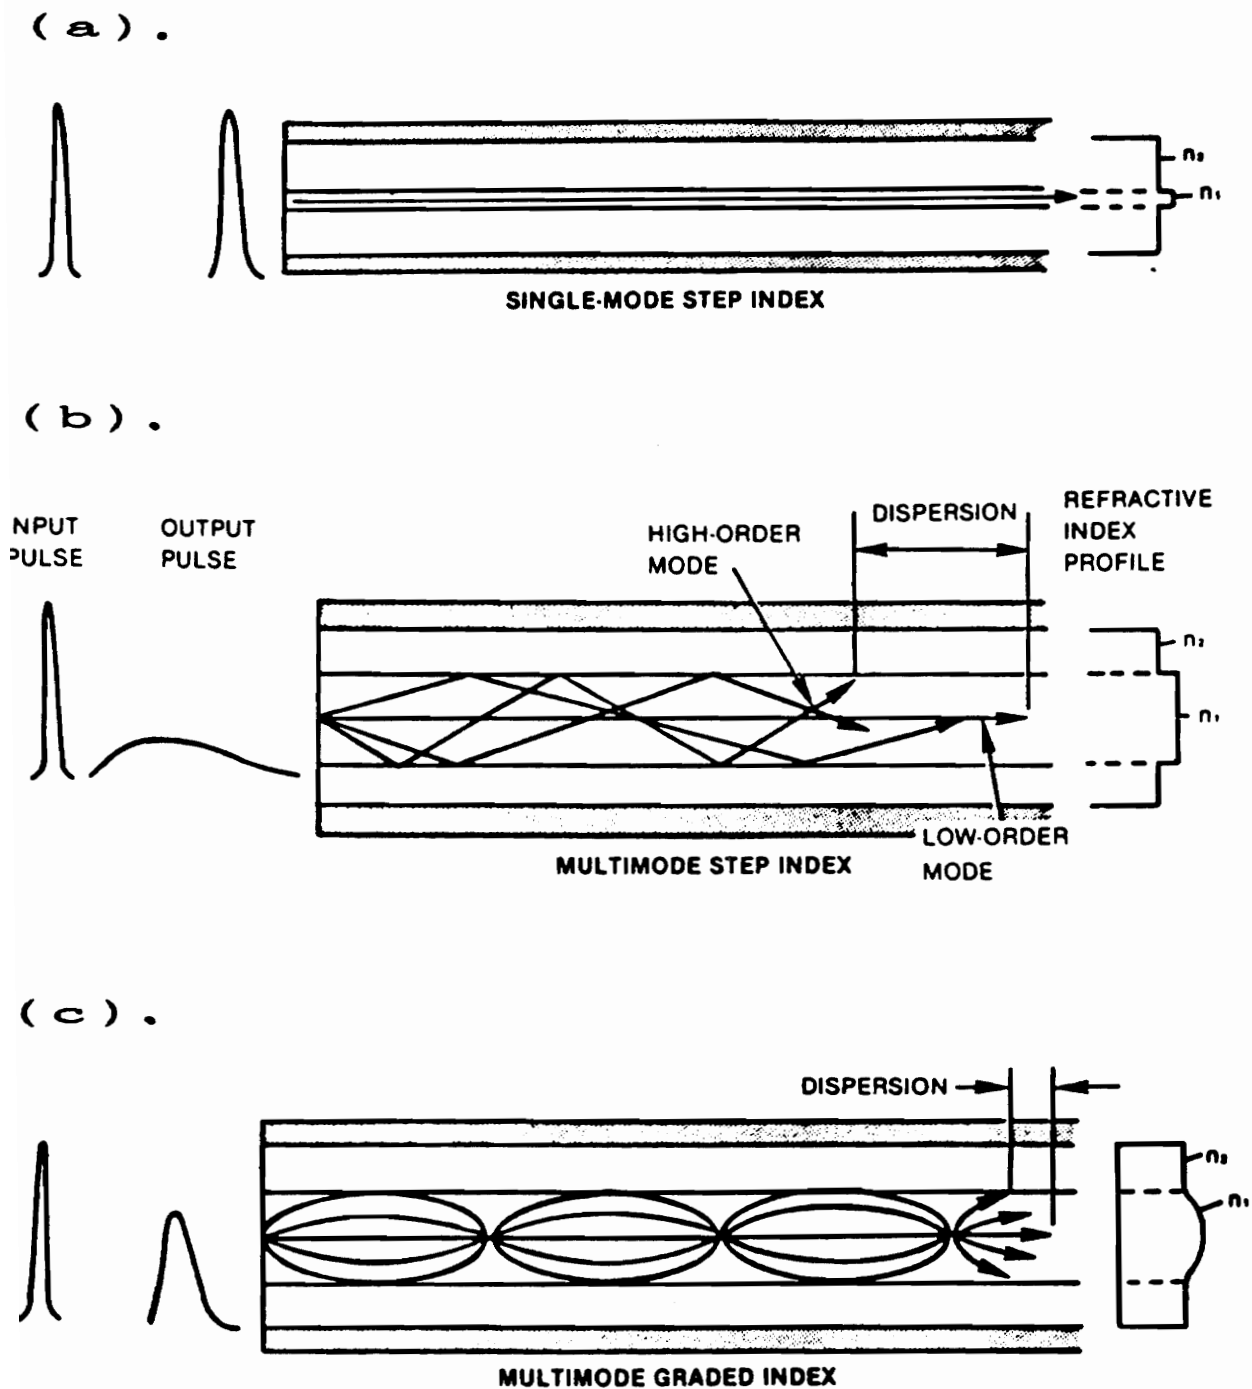 (a).
n₂
n₁
SINGLE-MODE STEP INDEX
(b).
NPUT
PULSE
OUTPUT
PULSE
HIGH-ORDER
MODE
DISPERSION
REFRACTIVE
INDEX
PROFILE
n₂
n₁
LOW-ORDER
MODE
MULTIMODE STEP INDEX
(c).
DISPERSION
n₂
n₁
MULTIMODE GRADED INDEX